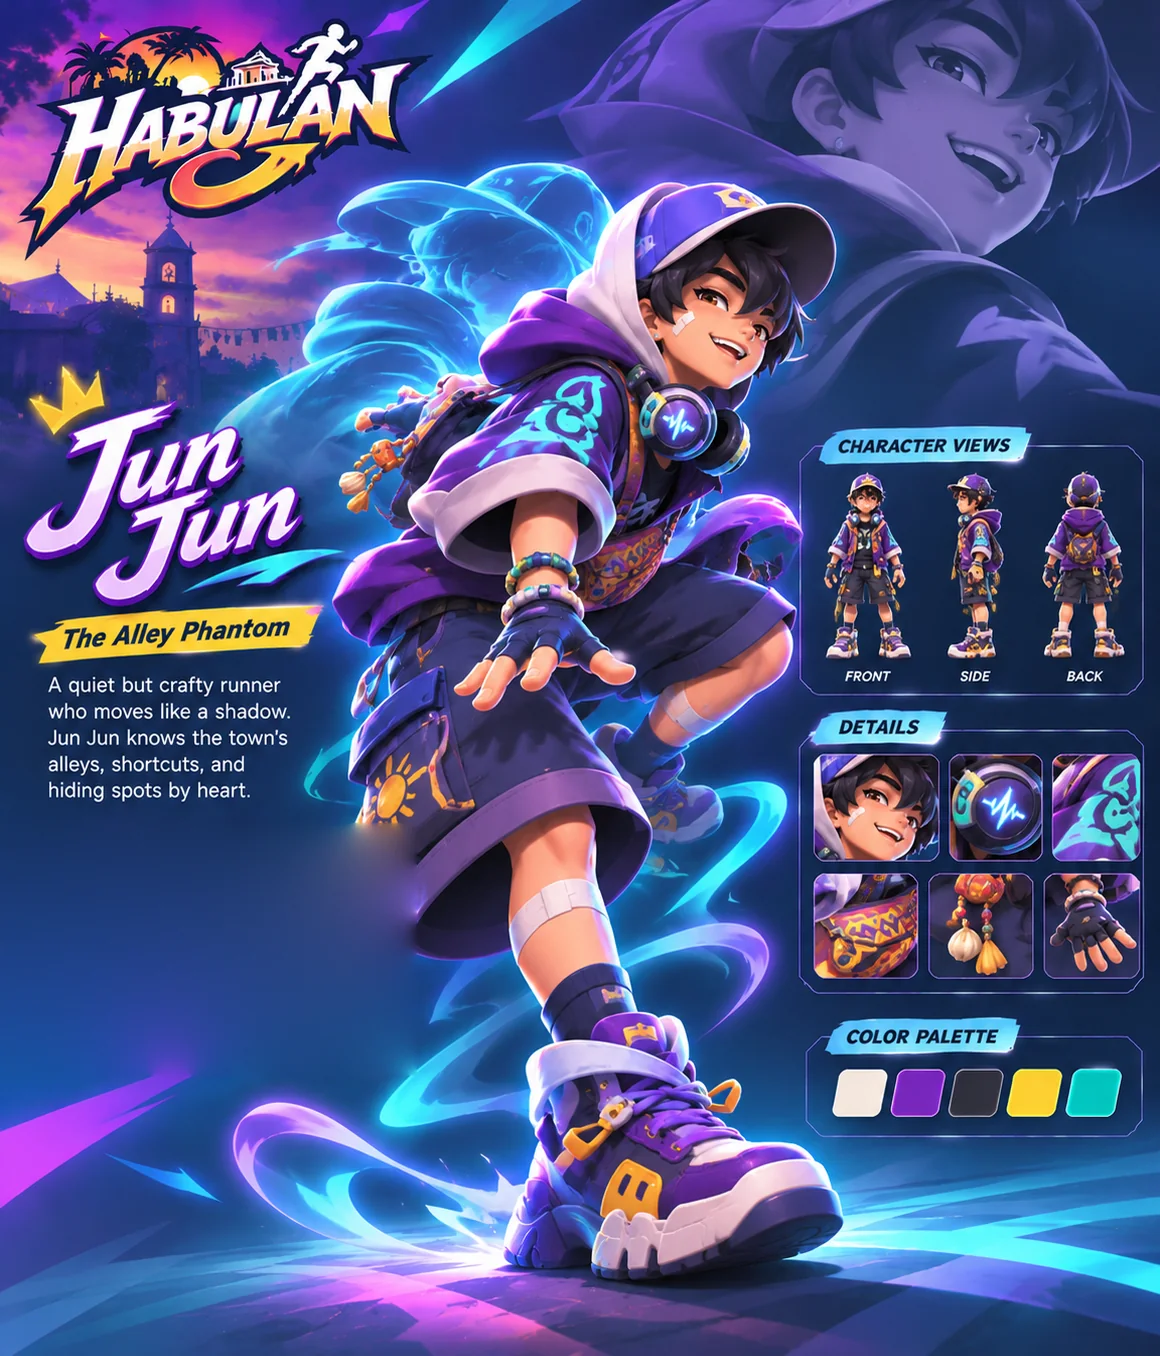 HABULAN
Jun
Jun
The Alley Phantom
A quiet but crafty runner
who moves like a shadow.
Jun Jun knows the town's
alleys, shortcuts, and
hiding spots by heart.
CHARACTER VIEWS
FRONT
SIDE
BACK
DETAILS
COLOR PALETTE